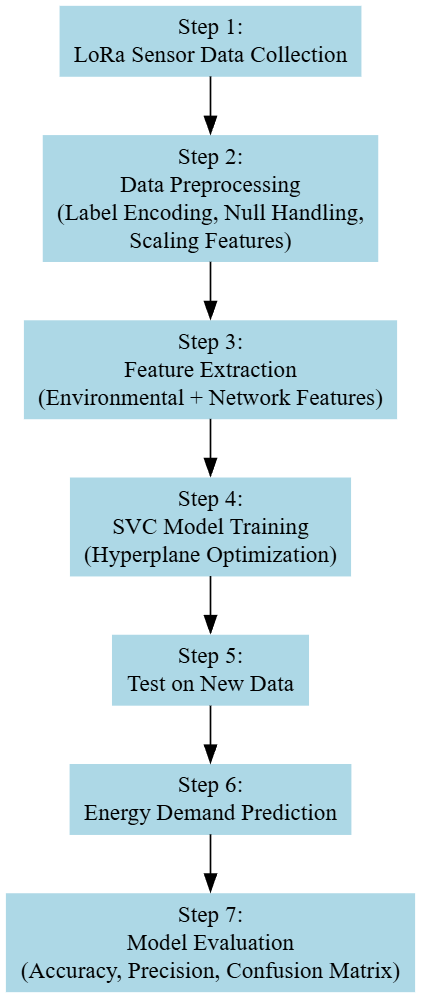 Step 1:
LoRa Sensor Data Collection
Step 2:
Data Preprocessing
(Label Encoding, Null Handling,
Scaling Features)
Step 3:
Feature Extraction
(Environmental + Network Features)
Step 4:
SVC Model Training
(Hyperplane Optimization)
Step 5:
Test on New Data
Step 6:
Energy Demand Prediction
Step 7:
Model Evaluation
(Accuracy, Precision, Confusion Matrix)